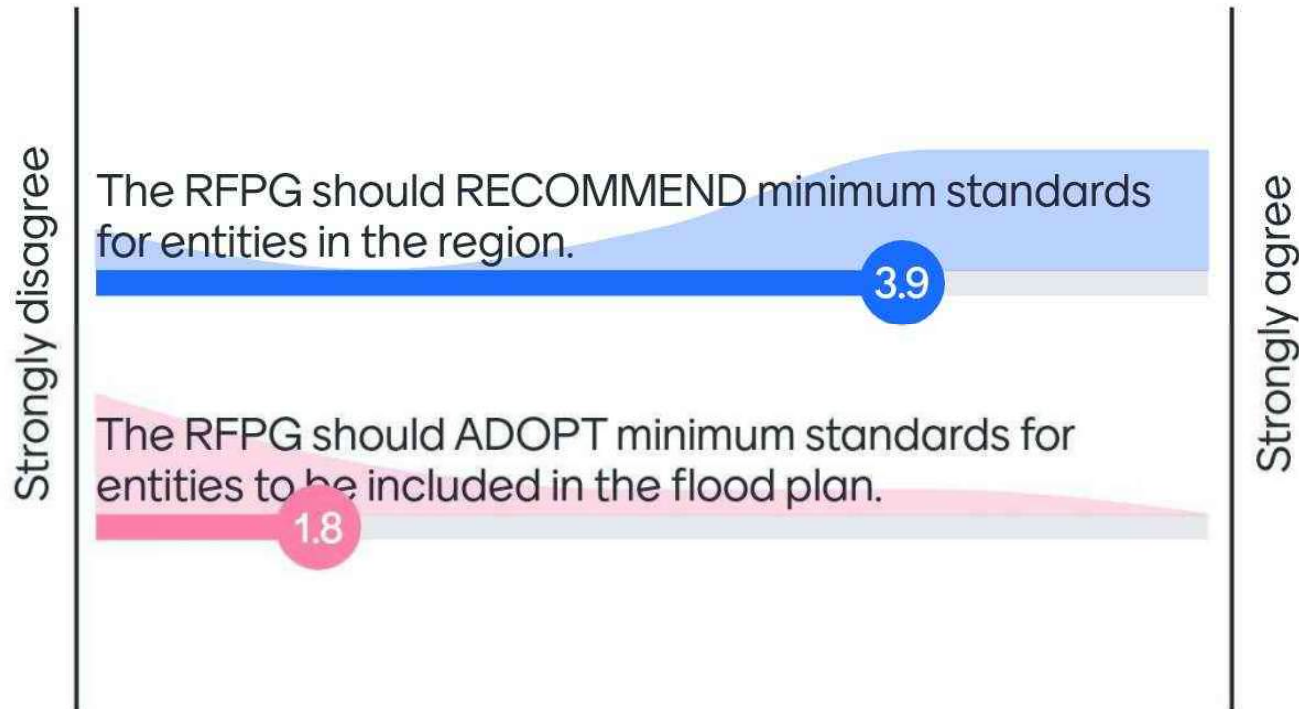 Strongly disagree
The RFPG should RECOMMEND minimum standards
for entities in the region.
3.9
The RFPG should ADOPT minimum standards for
entities to be included in the flood plan.
1.8
Strongly agree